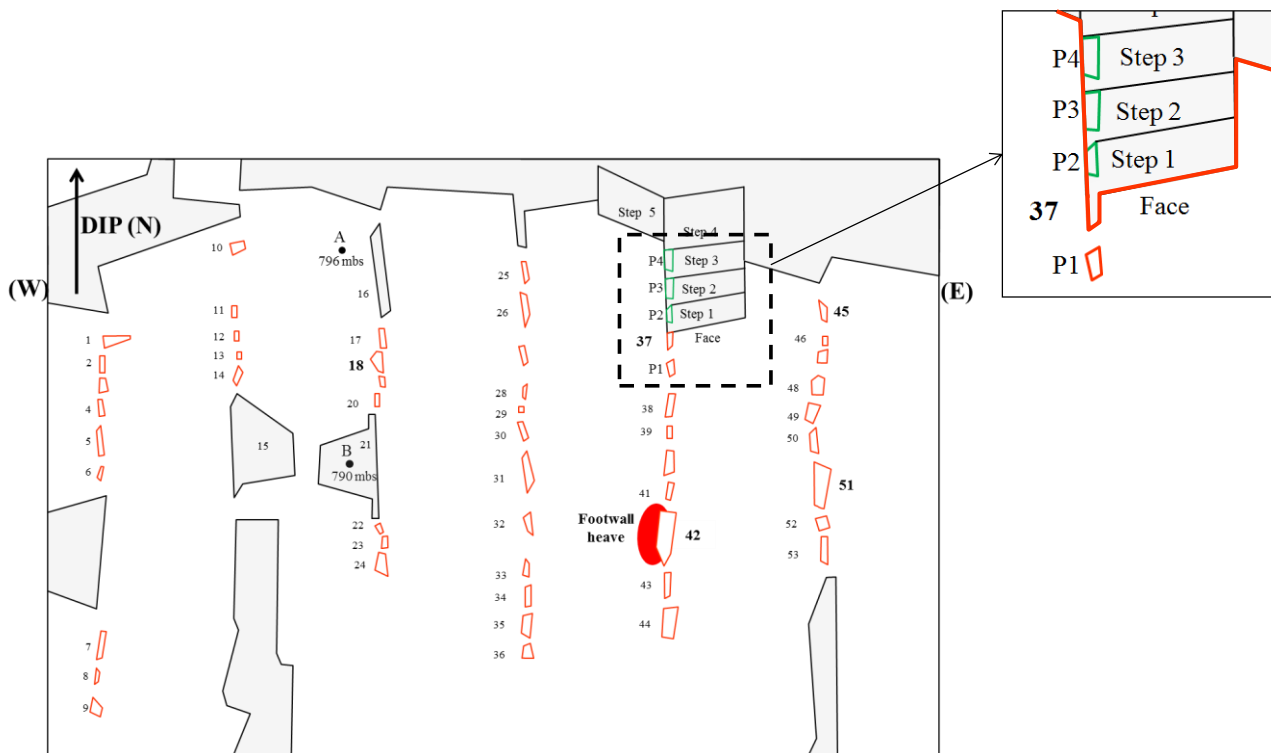 P4
Step 3
P3
Step 2
P2
Step 1
37
Face
P1
DIP (N)
(W)
(E)
A
796 mbs
B
790 mbs
Step 5
Step 4
P4
Step 3
P3
Step 2
P2
Step 1
37
Face
P1
Footwall
heave
1
2
4
5
6
7
8
9
10
11
12
13
14
15
16
17
18
20
21
22
23
24
25
26
28
29
30
31
32
33
34
35
36
38
39
41
42
43
44
45
46
48
49
50
51
52
53